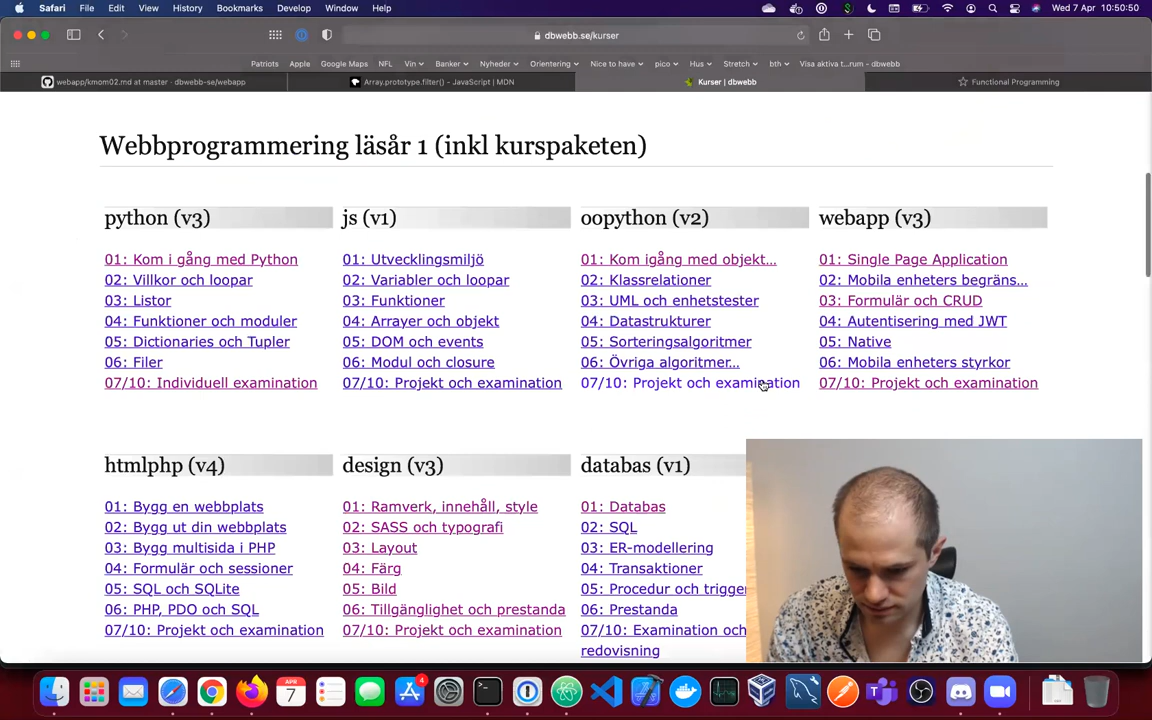 Safari File Edit View History Bookmarks Develop Window Help Wed 7 Apr 10:50:50
dbwebb.se/kurser
Patriots Apple Google Maps NFL Vin Banker Nyheder Orientering Nice to have pico Hus Stretch bth Visa aktiva t...rum - dbwebb
webapp/kmom02.md at master · dbwebb-se/webapp Array.prototype.filter() - JavaScript | MDN Kurser | dbwebb Functional Programming
Webbprogrammering läsår 1 (inkl kurspaketen)
python (v3)
01: Kom i gång med Python
02: Villkor och loopar
03: Listor
04: Funktioner och moduler
05: Dictionaries och Tupler
06: Filer
07/10: Individuell examination
js (v1)
01: Utvecklingsmiljö
02: Variabler och loopar
03: Funktioner
04: Arrayer och objekt
05: DOM och events
06: Modul och closure
07/10: Projekt och examination
oopython (v2)
01: Kom igång med objekt...
02: Klassrelationer
03: UML och enhetstester
04: Datastrukturer
05: Sorteringsalgoritmer
06: Övriga algoritmer...
07/10: Projekt och examination
webapp (v3)
01: Single Page Application
02: Mobila enheters begräns...
03: Formulär och CRUD
04: Autentisering med JWT
05: Native
06: Mobila enheters styrkor
07/10: Projekt och examination
htmlphp (v4)
01: Bygg en webbplats
02: Bygg ut din webbplats
03: Bygg multisida i PHP
04: Formulär och sessioner
05: SQL och SQLite
06: PHP, PDO och SQL
07/10: Projekt och examination
design (v3)
01: Ramverk, innehåll, style
02: SASS och typografi
03: Layout
04: Färg
05: Bild
06: Tillgänglighet och prestanda
07/10: Projekt och examination
databas (v1)
01: Databas
02: SQL
03: ER-modellering
04: Transaktioner
05: Procedur och trigger
06: Prestanda
07/10: Examination och
redovisning
APR
7
4